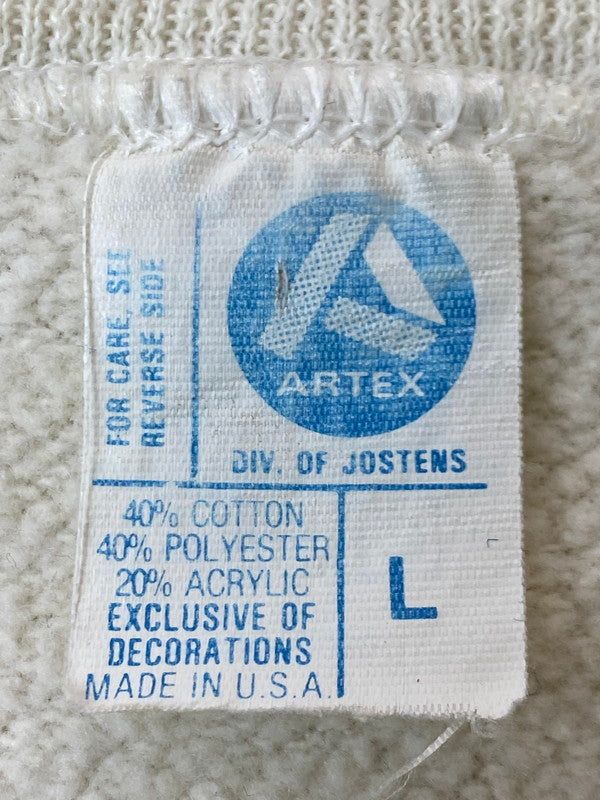 FOR CARE, SEE
REVERSE SIDE
ARTEX
DIV. OF JOSTENS
40% COTTON
40% POLYESTER
20% ACRYLIC
EXCLUSIVE OF
DECORATIONS
MADE IN U.S.A.
L